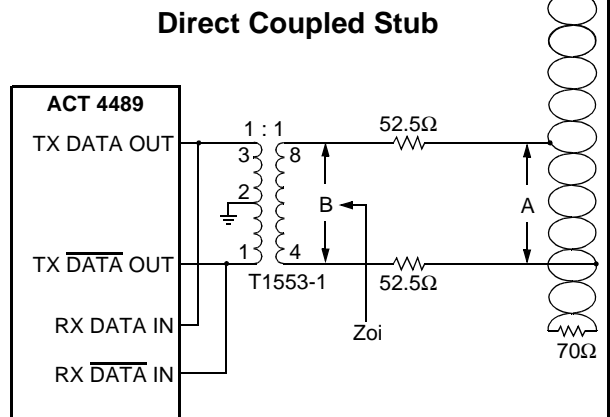 Direct Coupled Stub
ACT 4489
TX DATA OUT
1 : 1
3
8
52.5Ω
2
B
A
TX DATA OUT
1
4
T1553-1
52.5Ω
RX DATA IN
Zoi
70Ω
RX DATA IN